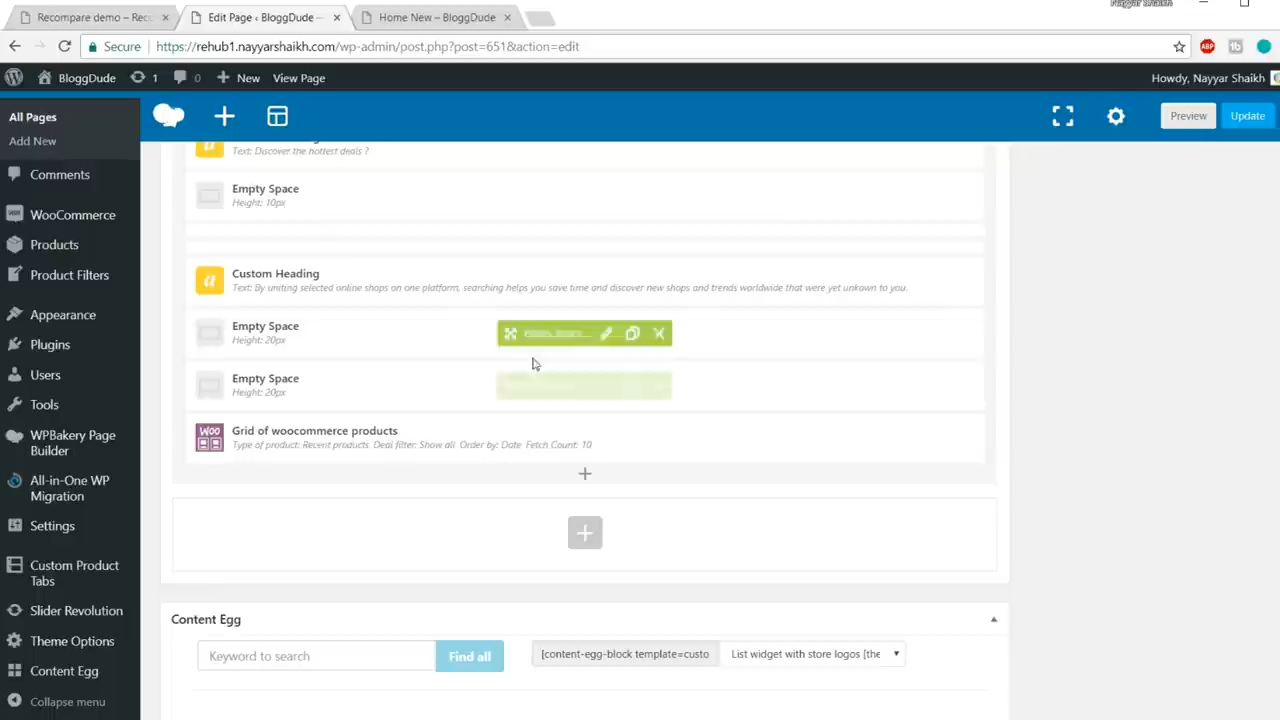 Nayyar Shaikh
Recompare demo – Rec
Edit Page ‹ BloggDude —
Home New – BloggDude
Secure
https://rehub1.nayyarshaikh.com/wp-admin/post.php?post=651&action=edit
ABP
BloggDude
1
0
New
View Page
Howdy, Nayyar Shaikh
All Pages
Add New
Comments
WooCommerce
Products
Product Filters
Appearance
Plugins
Users
Tools
WPBakery Page
Builder
All-in-One WP
Migration
Settings
Custom Product
Tabs
Slider Revolution
Theme Options
Content Egg
Collapse menu
Preview
Update
Text: Discover the hottest deals ?
Empty Space
Height: 10px
Custom Heading
Text: By uniting selected online shops on one platform, searching helps you save time and discover new shops and trends worldwide that were yet unkown to you.
Empty Space
Height: 20px
Empty Space
Height: 20px
WOO
Grid of woocommerce products
Type of product: Recent products Deal filter: Show all Order by: Date Fetch Count: 10
Content Egg
Keyword to search
Find all
[content-egg-block template=custo
List widget with store logos [the